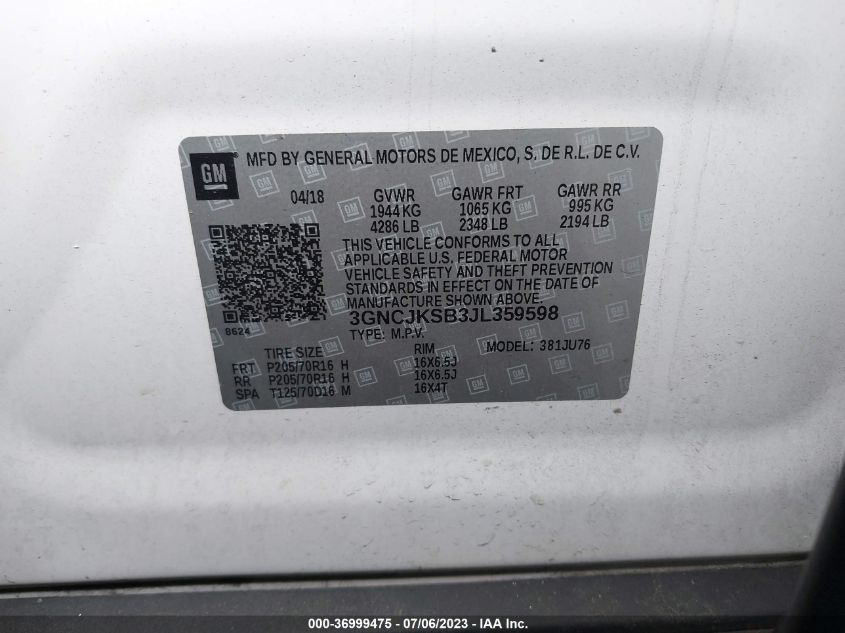 GM
MFD BY GENERAL MOTORS DE MEXICO, S. DE R.L. DE C.V.
04/18 GVWR GAWR FRT GAWR RR
1944 KG 1065 KG 995 KG
4286 LB 2348 LB 2194 LB
THIS VEHICLE CONFORMS TO ALL
APPLICABLE U.S. FEDERAL MOTOR
VEHICLE SAFETY AND THEFT PREVENTION
STANDARDS IN EFFECT ON THE DATE OF
MANUFACTURE SHOWN ABOVE.
8624
3GNCJKSB3JL359598
TYPE: M.P.V. MODEL: 381JU76
TIRE SIZE RIM
FRT P205/70R16 H 16X6.5J
RR P205/70R16 H 16X6.5J
SPA T125/70D16 M 16X4T
000-36999475 - 07/06/2023 - IAA Inc.